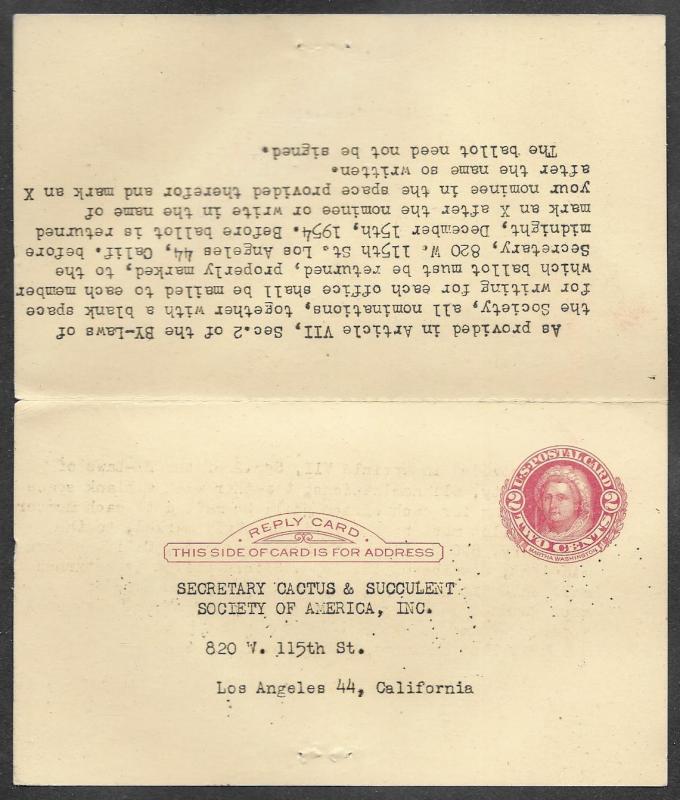 As provided in Article VII, Sec.2 of the BY-Laws of
the Society, all nominations, together with a blank space
for writing for each office shall be mailed to each member
which ballot must be returned, properly marked, to the
Secretary, 820 W. 115th St. Los Angeles 44, Calif. before
midnight, December 15th, 1954. Before ballot is returned
mark an X after the nominee or write in the name of
your nominee in the space provided therefor and mark an X
after the name so written.
The ballot need not be signed.
U.S. POSTAL CARD
2 2
TWO CENTS
MARTHA WASHINGTON
REPLY CARD
THIS SIDE OF CARD IS FOR ADDRESS
SECRETARY CACTUS & SUCCULENT
SOCIETY OF AMERICA, INC.
820 W. 115th St.
Los Angeles 44, California